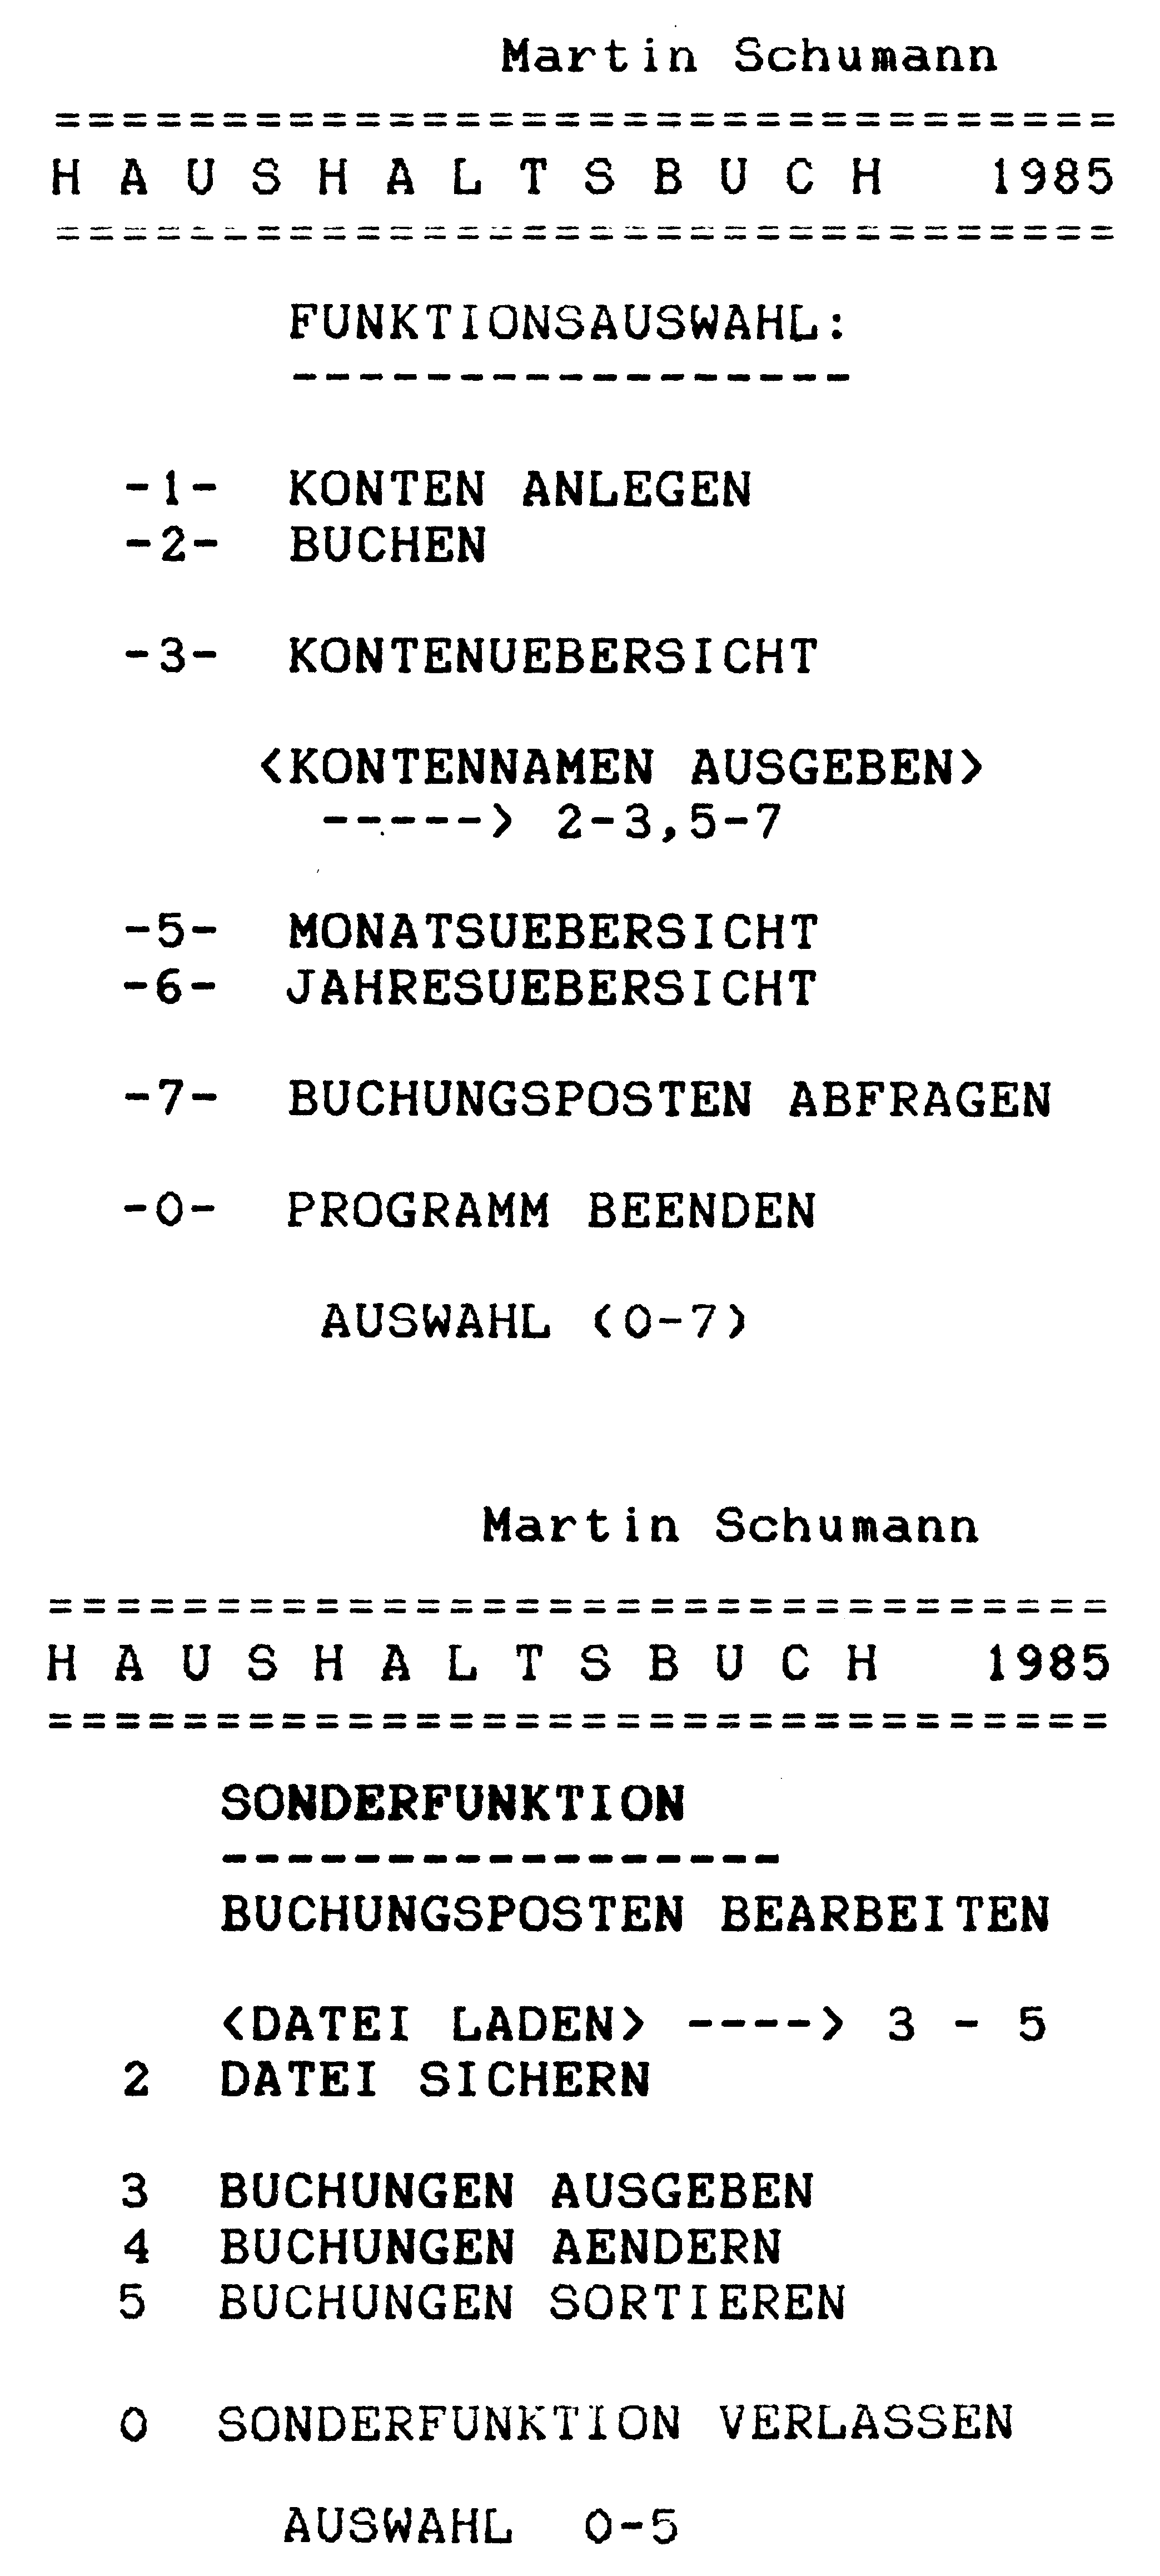 Martin Schumann
================================
H A U S H A L T S B U C H   1985
================================
FUNKTIONSAUSWAHL:
-----------------
-1-  KONTEN ANLEGEN
-2-  BUCHEN
-3-  KONTENUEBERSICHT
<KONTENNAMEN AUSGEBEN>
-----> 2-3,5-7
-5-  MONATSUEBERSICHT
-6-  JAHRESUEBERSICHT
-7-  BUCHUNGSPOSTEN ABFRAGEN
-0-  PROGRAMM BEENDEN
AUSWAHL (0-7)
Martin Schumann
================================
H A U S H A L T S B U C H   1985
================================
SONDERFUNKTION
-----------------
BUCHUNGSPOSTEN BEARBEITEN
<DATEI LADEN> ----> 3 - 5
2  DATEI SICHERN
3  BUCHUNGEN AUSGEBEN
4  BUCHUNGEN AENDERN
5  BUCHUNGEN SORTIEREN
0  SONDERFUNKTION VERLASSEN
AUSWAHL  0-5